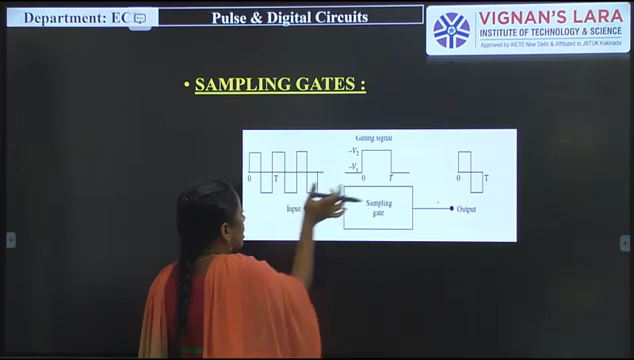 Department: EC
Pulse & Digital Circuits
VIGNAN'S LARA
INSTITUTE OF TECHNOLOGY & SCIENCE
Approved by AICTE New Delhi & Affiliated to JNTUK Kakinada
• SAMPLING GATES :
Gating signal
-V2
-V1
0 T
0 T
T
Input
Sampling
gate
Output